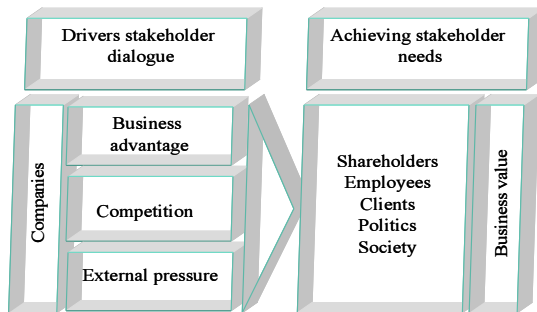 Drivers stakeholder
dialogue
Achieving stakeholder
needs
Companies
Business
advantage
Competition
External pressure
Shareholders
Employees
Clients
Politics
Society
Business value